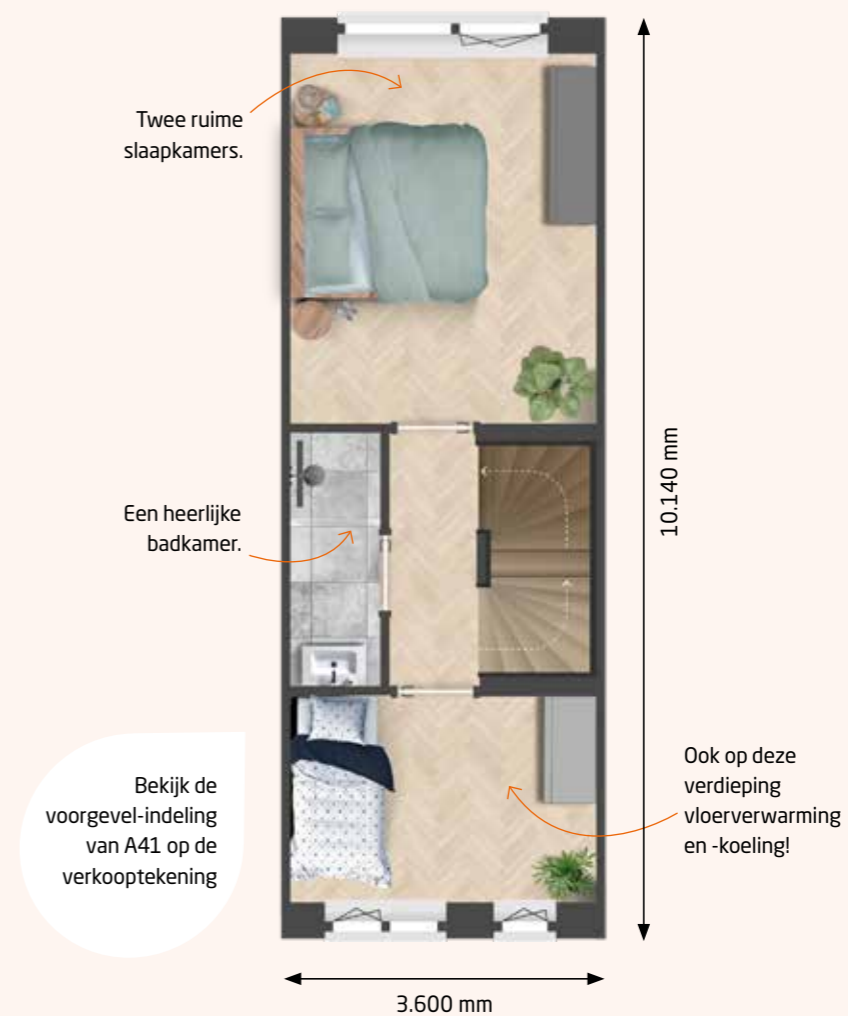 Twee ruime
slaapkamers.
10.140 mm
Een heerlijke
badkamer.
Bekijk de
voorgevel-indeling
van A41 op de
verkooptekening
Ook op deze
verdieping
vloerverwarming
en -koeling!
3.600 mm